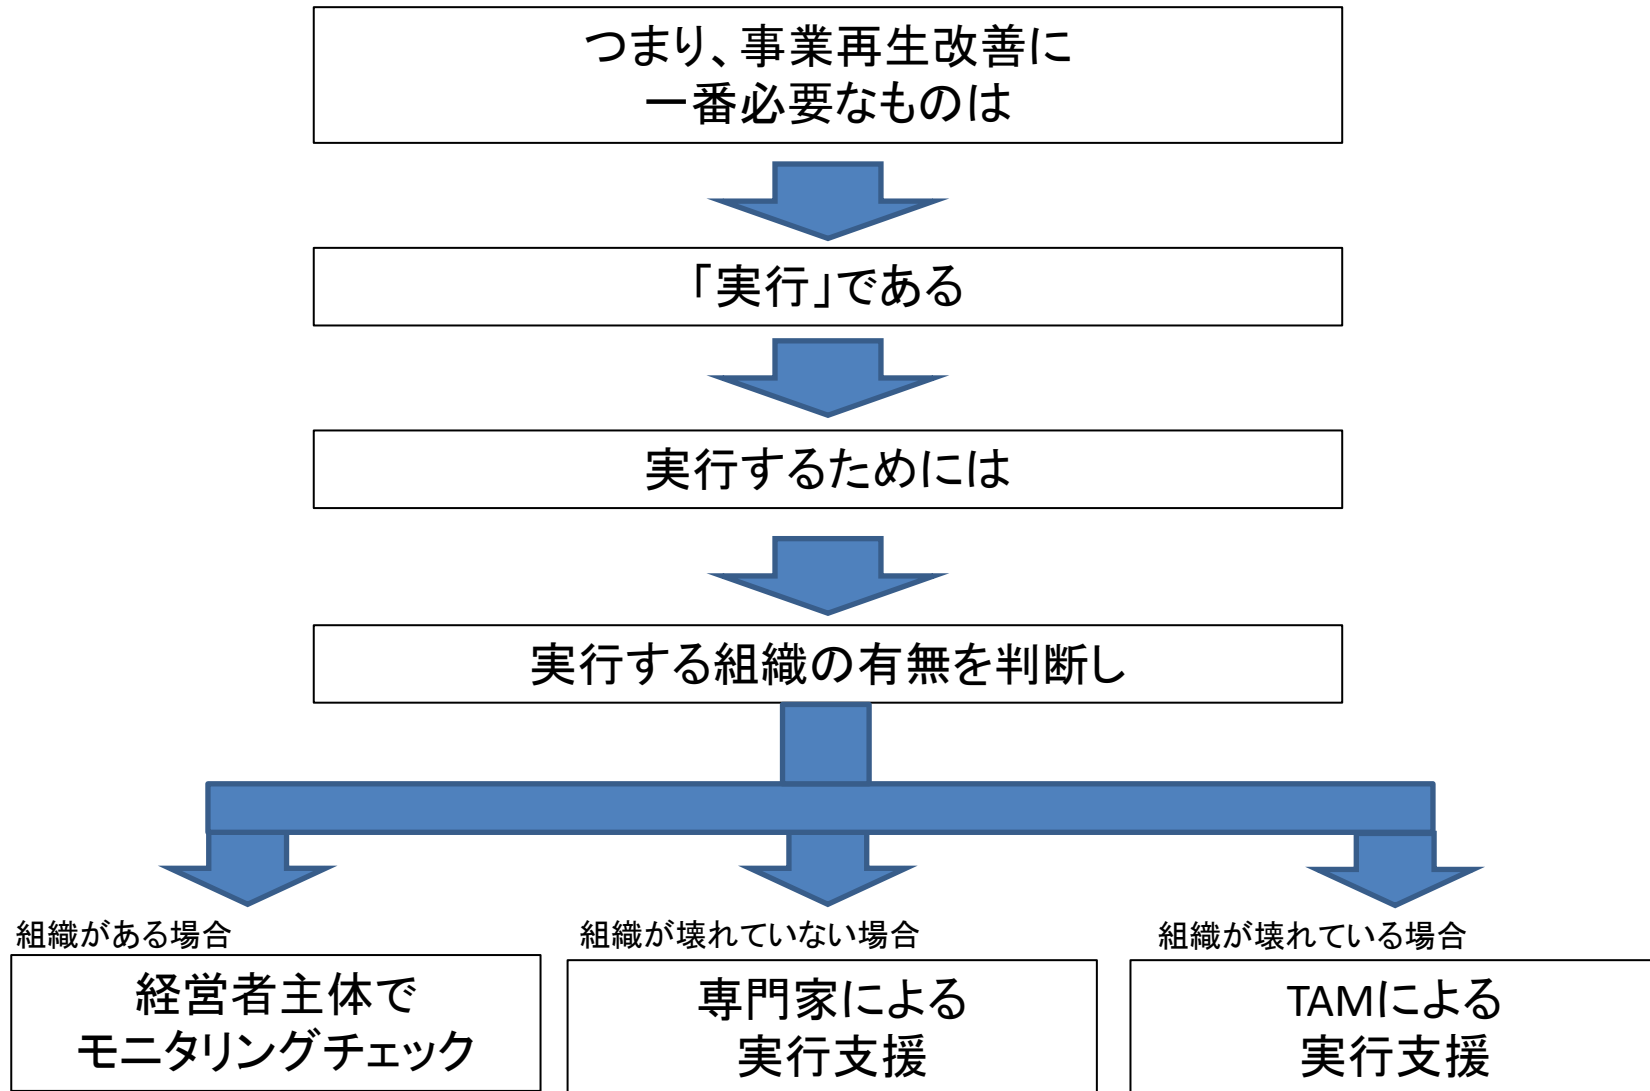 つまり、事業再生改善に
一番必要なものは
「実行」である
実行するためには
実行する組織の有無を判断し
組織がある場合
経営者主体で
モニタリングチェック
組織が壊れていない場合
専門家による
実行支援
組織が壊れている場合
TAMによる
実行支援